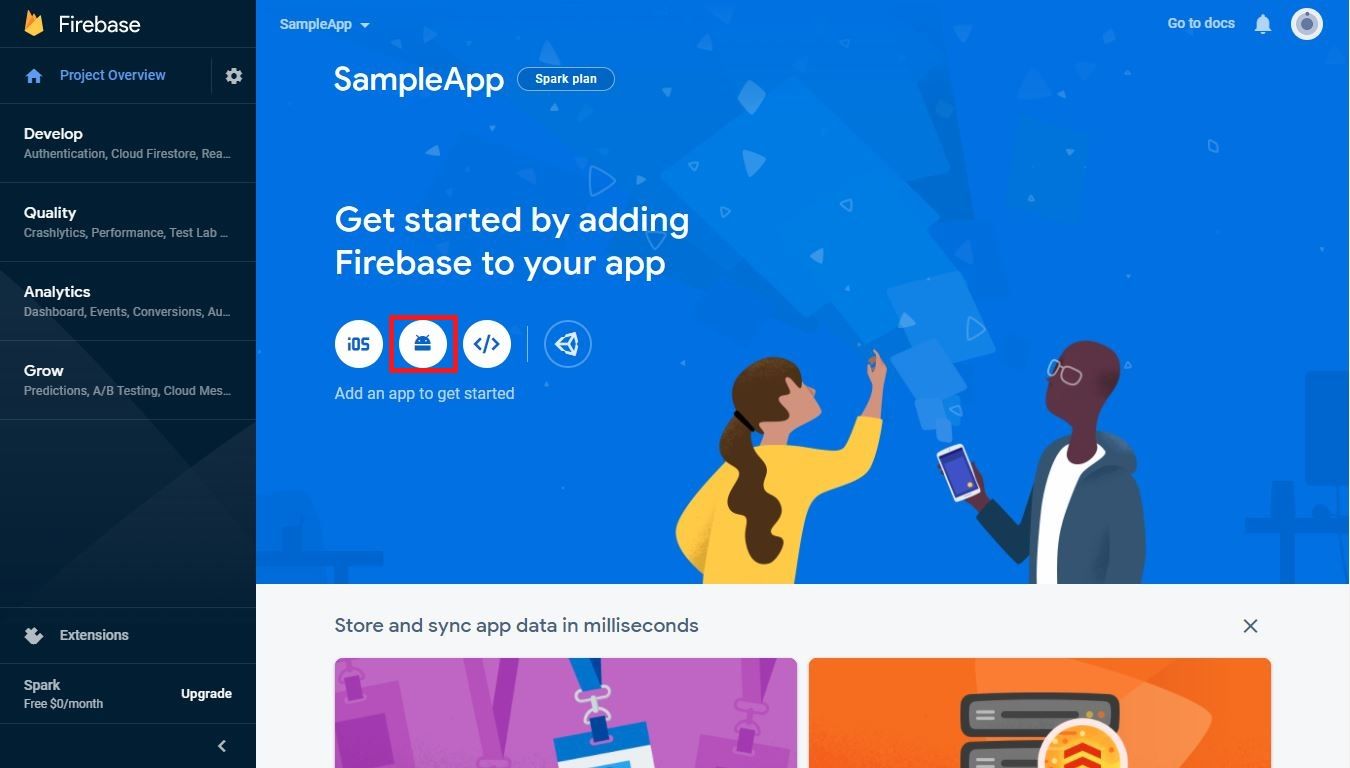 Firebase
Project Overview
Develop
Authentication, Cloud Firestore, Rea...
Quality
Crashlytics, Performance, Test Lab ...
Analytics
Dashboard, Events, Conversions, Au...
Grow
Predictions, A/B Testing, Cloud Mes...
Extensions
Spark
Free $0/month
Upgrade
SampleApp
Go to docs
SampleApp
Spark plan
Get started by adding
Firebase to your app
iOS
Add an app to get started
Store and sync app data in milliseconds